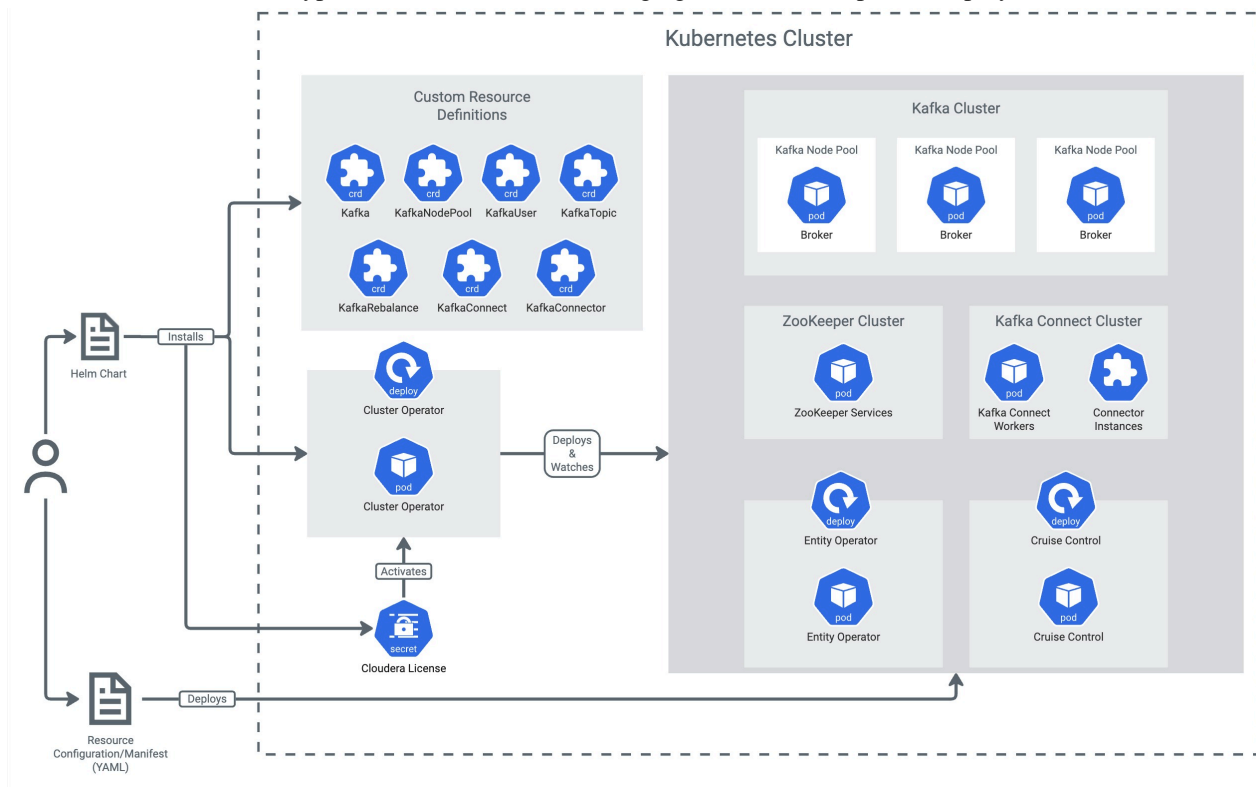 Kubernetes Cluster
Custom Resource
Definitions
crd
crd
crd
crd
Kafka
KafkaNodePool
KafkaUser
KafkaTopic
crd
crd
crd
KafkaRebalance
KafkaConnect
KafkaConnector
Kafka Cluster
Kafka Node Pool
Kafka Node Pool
Kafka Node Pool
pod
pod
pod
Broker
Broker
Broker
Helm Chart
Installs
deploy
Cluster Operator
pod
Cluster Operator
Deploys
&
Watches
ZooKeeper Cluster
pod
ZooKeeper Services
Kafka Connect Cluster
pod
Kafka Connect
Workers
Connector
Instances
deploy
Entity Operator
pod
Entity Operator
deploy
Cruise Control
pod
Cruise Control
Activates
secret
Cloudera License
Deploys
Resource
Configuration/Manifest
(YAML)